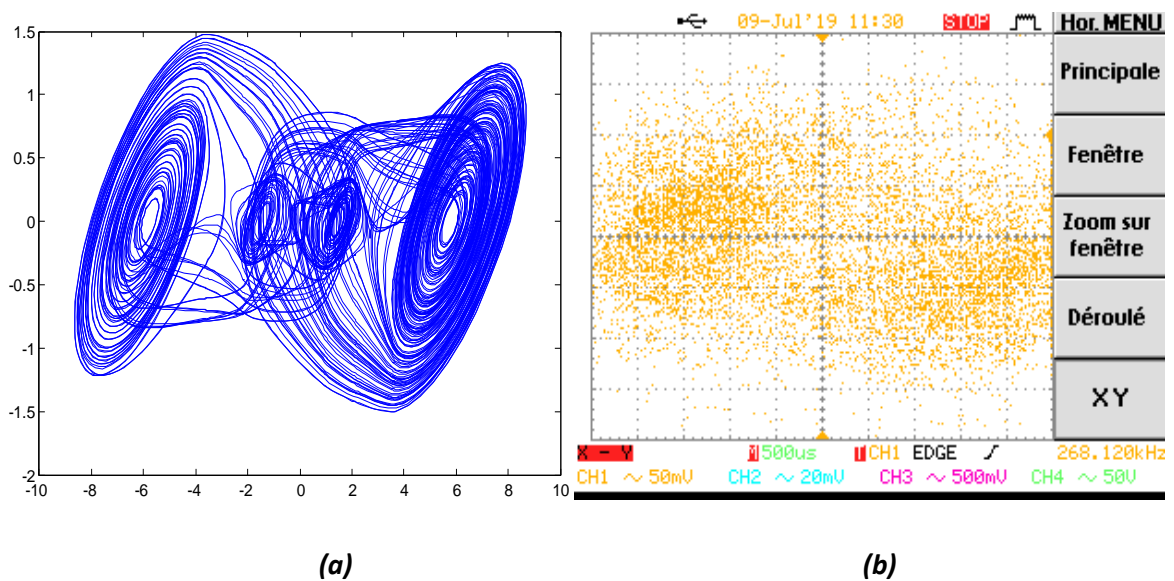 1.5
1
0.5
0
-0.5
-1
-1.5
-2
-10 -8 -6 -4 -2 0 2 4 6 8 10
09-Jul'19 11:30 STOP Hor. MENU
Principale
Fenêtre
Zoom sur
fenêtre
Déroulé
X Y
X - Y M 500us T CH1 EDGE 268.120kHz
CH1 ~ 50mV CH2 ~ 20mV CH3 ~ 500mV CH4 ~ 50V
(a) (b)